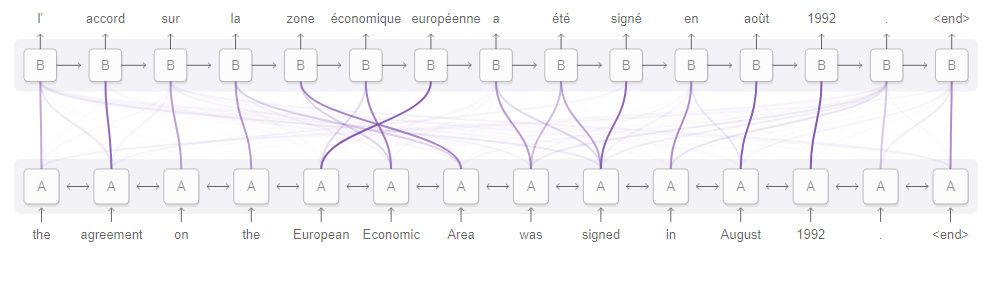 l' accord sur la zone économique européenne a été signé en août 1992 . <end>
B B B B B B B B B B B B B B B
A A A A A A A A A A A A A A
the agreement on the European Economic Area was signed in August 1992 . <end>